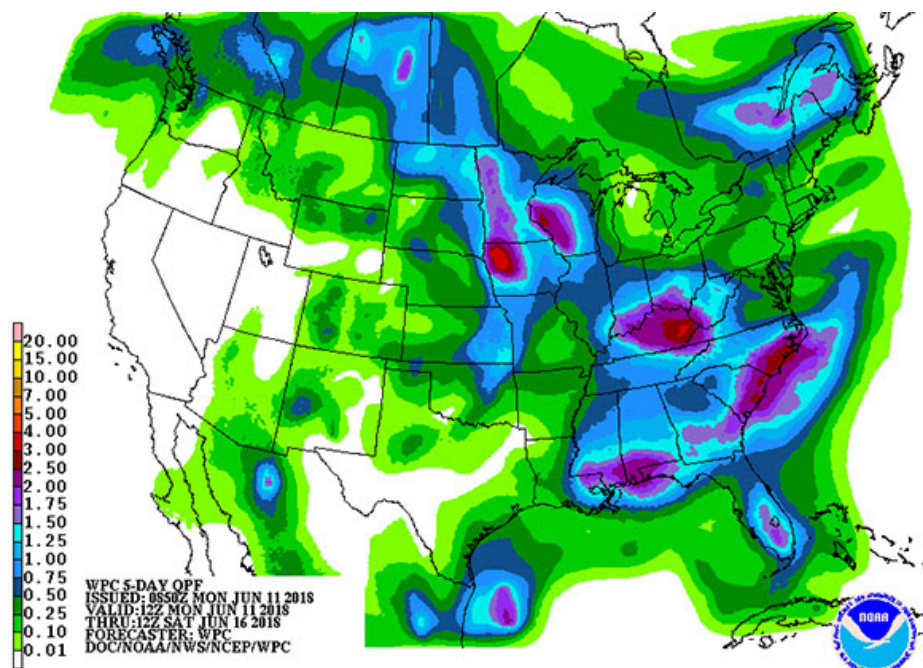 20.00
15.00
10.00
7.00
5.00
4.00
3.00
2.50
2.00
1.75
1.50
1.25
1.00
0.75
0.50
0.25
0.10
0.01
WPC 5-DAY QPF
ISSUED: 0850Z MON JUN 11 2018
VALID: 12Z MON JUN 11 2018
THRU: 12Z SAT JUN 16 2018
FORECASTER: WPC
DOC/NOAA/NWS/NCEP/WPC
NOAA